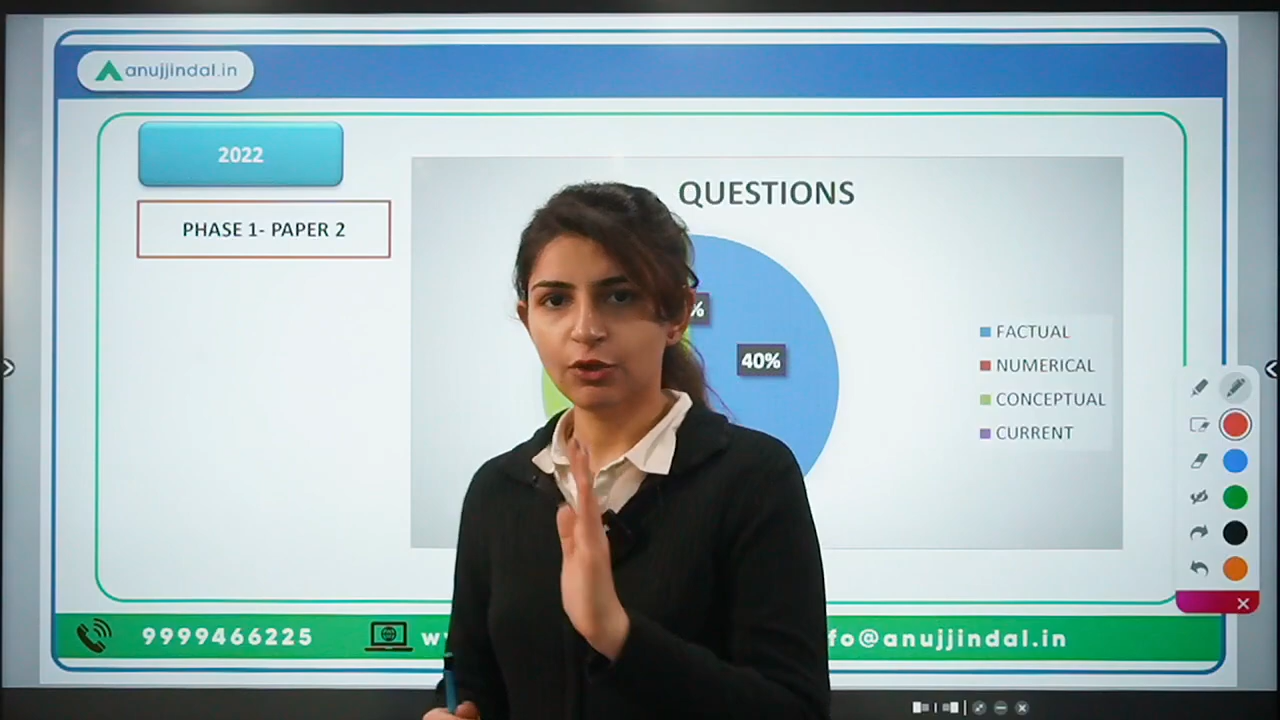 anujjindal.in
2022
PHASE 1- PAPER 2
QUESTIONS
%
40%
FACTUAL
NUMERICAL
CONCEPTUAL
CURRENT
9999466225
fo@anujjindal.in